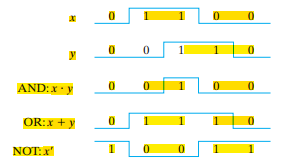 x 0 1 1 0 0
y 0 0 1 1 0
AND: x · y 0 0 1 0 0
OR: x + y 0 1 1 1 0
NOT: x′ 1 0 0 1 1